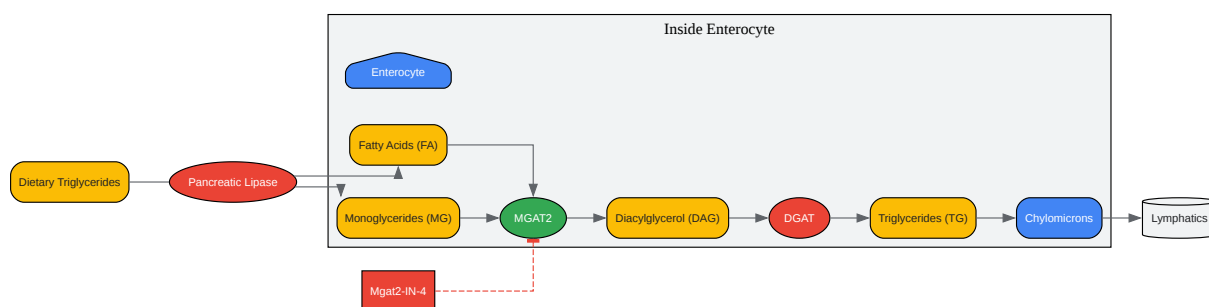 Inside Enterocyte
Enterocyte
Fatty Acids (FA)
Dietary Triglycerides
Pancreatic Lipase
Monoglycerides (MG)
MGAT2
Diacylglycerol (DAG)
DGAT
Triglycerides (TG)
Chylomicrons
Lymphatics
Mgat2-IN-4